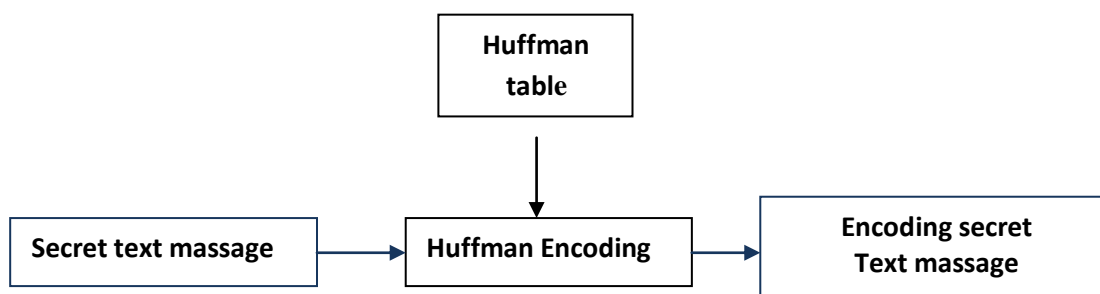 Huffman
table
Secret text massage
Huffman Encoding
Encoding secret
Text massage